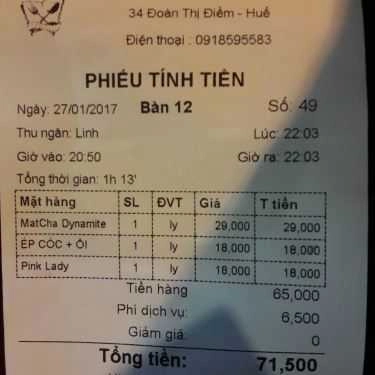 34 Đoàn Thị Điểm - Huế
Điện thoại : 0918595583
PHIẾU TÍNH TIỀN
Ngày: 27/01/2017 Bàn 12 Số: 49
Thu ngân: Linh Lúc: 22:03
Giờ vào: 20:50 Giờ ra: 22:03
Tổng thời gian: 1h 13'
Mặt hàng SL ĐVT Giá T tiền
MatCha Dynamite 1 ly 29,000 29,000
ÉP CÓC + ỔI 1 ly 18,000 18,000
Pink Lady 1 ly 18,000 18,000
Tiền hàng 65,000
Phí dịch vụ: 6,500
Giảm giá: 0
Tổng tiền: 71,500